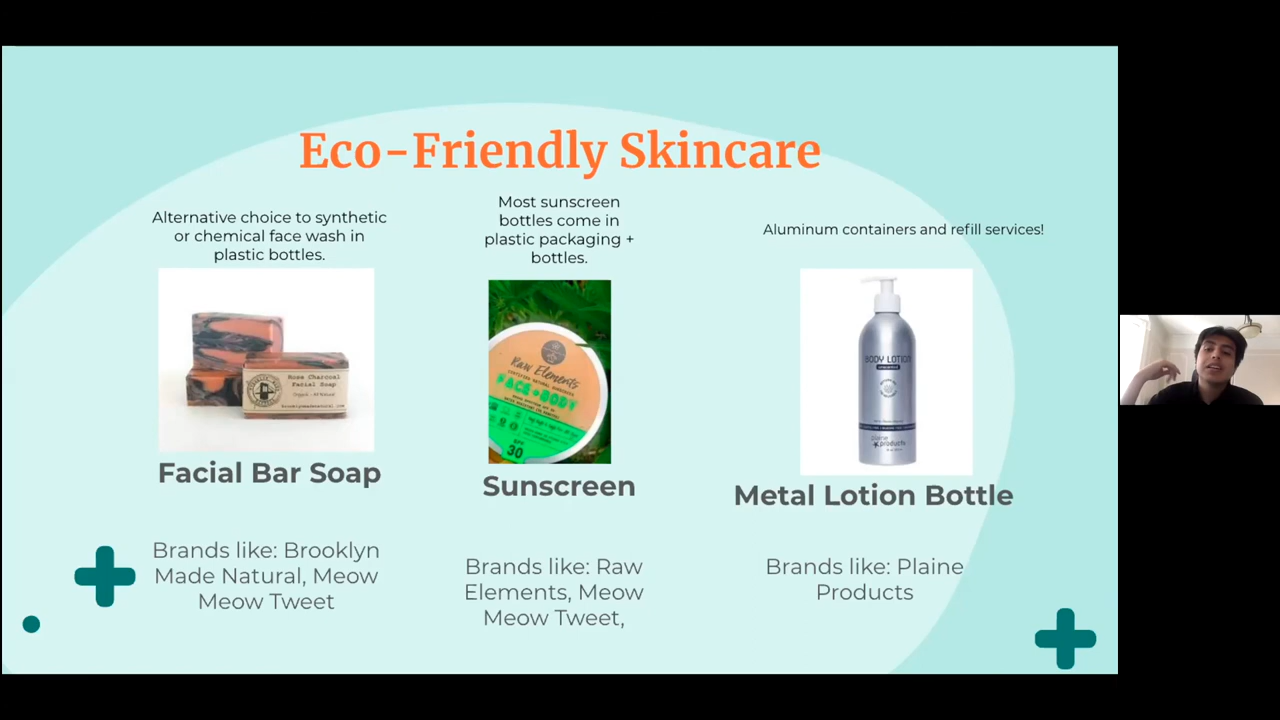 Eco-Friendly Skincare
Alternative choice to synthetic
or chemical face wash in
plastic bottles.
Rose Charcoal
Facial Soap
Facial Bar Soap
Brands like: Brooklyn
Made Natural, Meow
Meow Tweet
Most sunscreen
bottles come in
plastic packaging +
bottles.
Raw Elements
FACE + BODY
SPF
30
Sunscreen
Brands like: Raw
Elements, Meow
Meow Tweet,
Aluminum containers and refill services!
BODY LOTION
plaine
products
Metal Lotion Bottle
Brands like: Plaine
Products